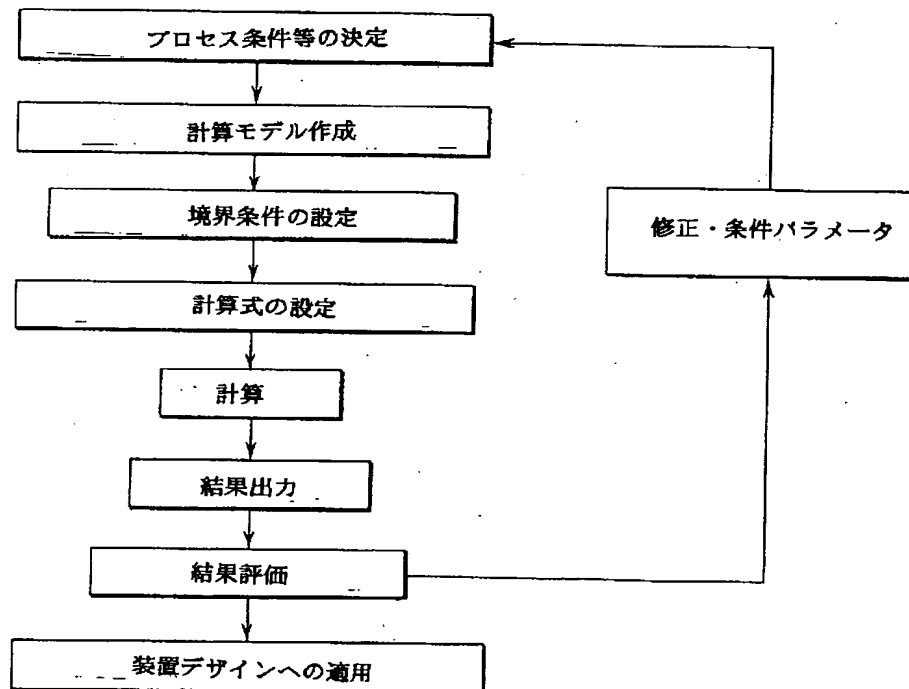 プロセス条件等の決定
計算モデル作成
境界条件の設定
修正・条件パラメータ
計算式の設定
計算
結果出力
結果評価
装置デザインへの適用